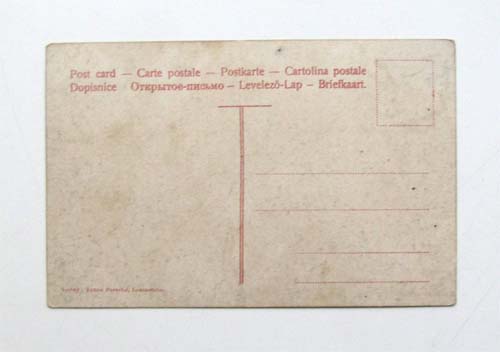 Post card — Carte postale — Postkarte — Cartolina postale
Dopisnice Открытое-письмо — Levelező-Lap — Briefkaart.